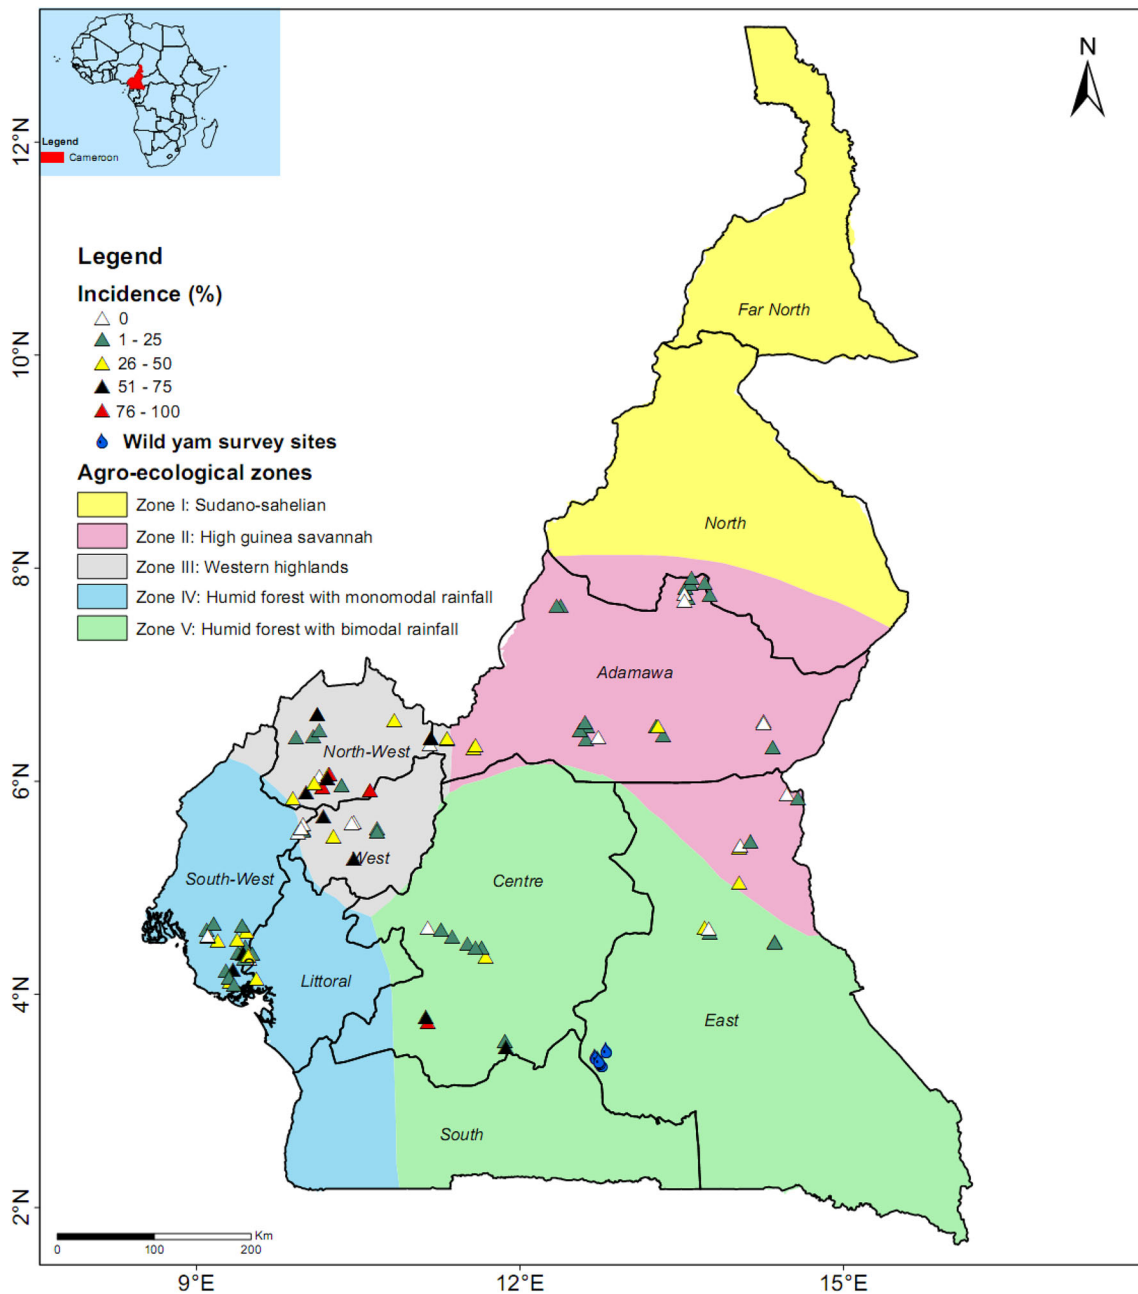 N
Legend
Cameroon
12°N
10°N
8°N
6°N
4°N
2°N
Legend
Incidence (%)
0
1 - 25
26 - 50
51 - 75
76 - 100
Wild yam survey sites
Agro-ecological zones
Zone I: Sudano-sahelian
Zone II: High guinea savannah
Zone III: Western highlands
Zone IV: Humid forest with monomodal rainfall
Zone V: Humid forest with bimodal rainfall
Far North
North
Adamawa
North-West
West
South-West
Centre
Littoral
East
South
Km
0 100 200
9°E 12°E 15°E